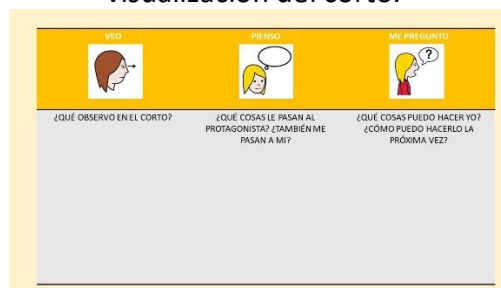 visualización del corto.
VEO
PIENSO
ME PREGUNTO
?
¿QUÉ OBSERVO EN EL CORTO?
¿QUÉ COSAS LE PASAN AL
PROTAGONISTA? ¿TAMBIÉN ME
PASAN A MI?
¿QUÉ COSAS PUEDO HACER YO?
¿CÓMO PUEDO HACERLO LA
PRÓXIMA VEZ?